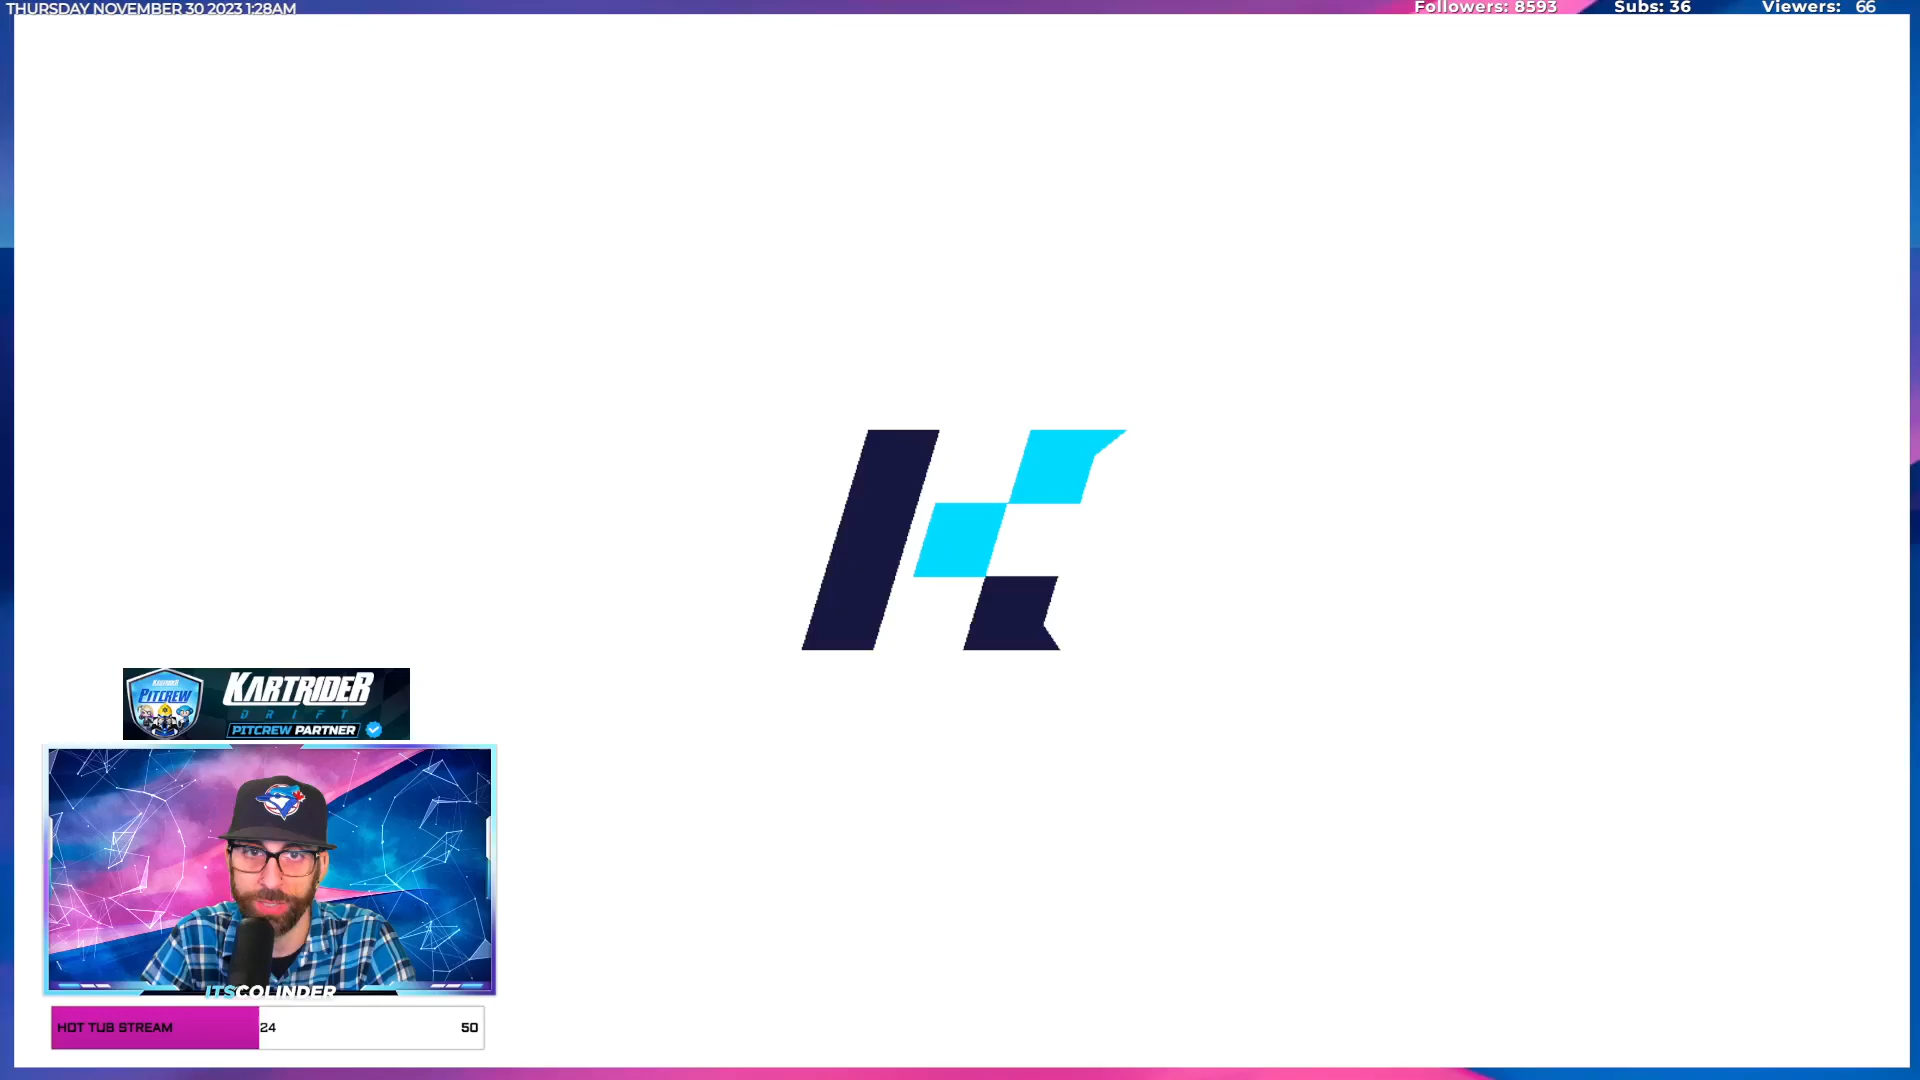 THURSDAY NOVEMBER 30 2023 1:28AM
Followers: 8593
Subs: 36
Viewers: 66
KARTRIDER
PITCREW
KARTRIDER
DRIFT
PITCREW PARTNER
ITSCOLINDER
HOT TUB STREAM 24 50